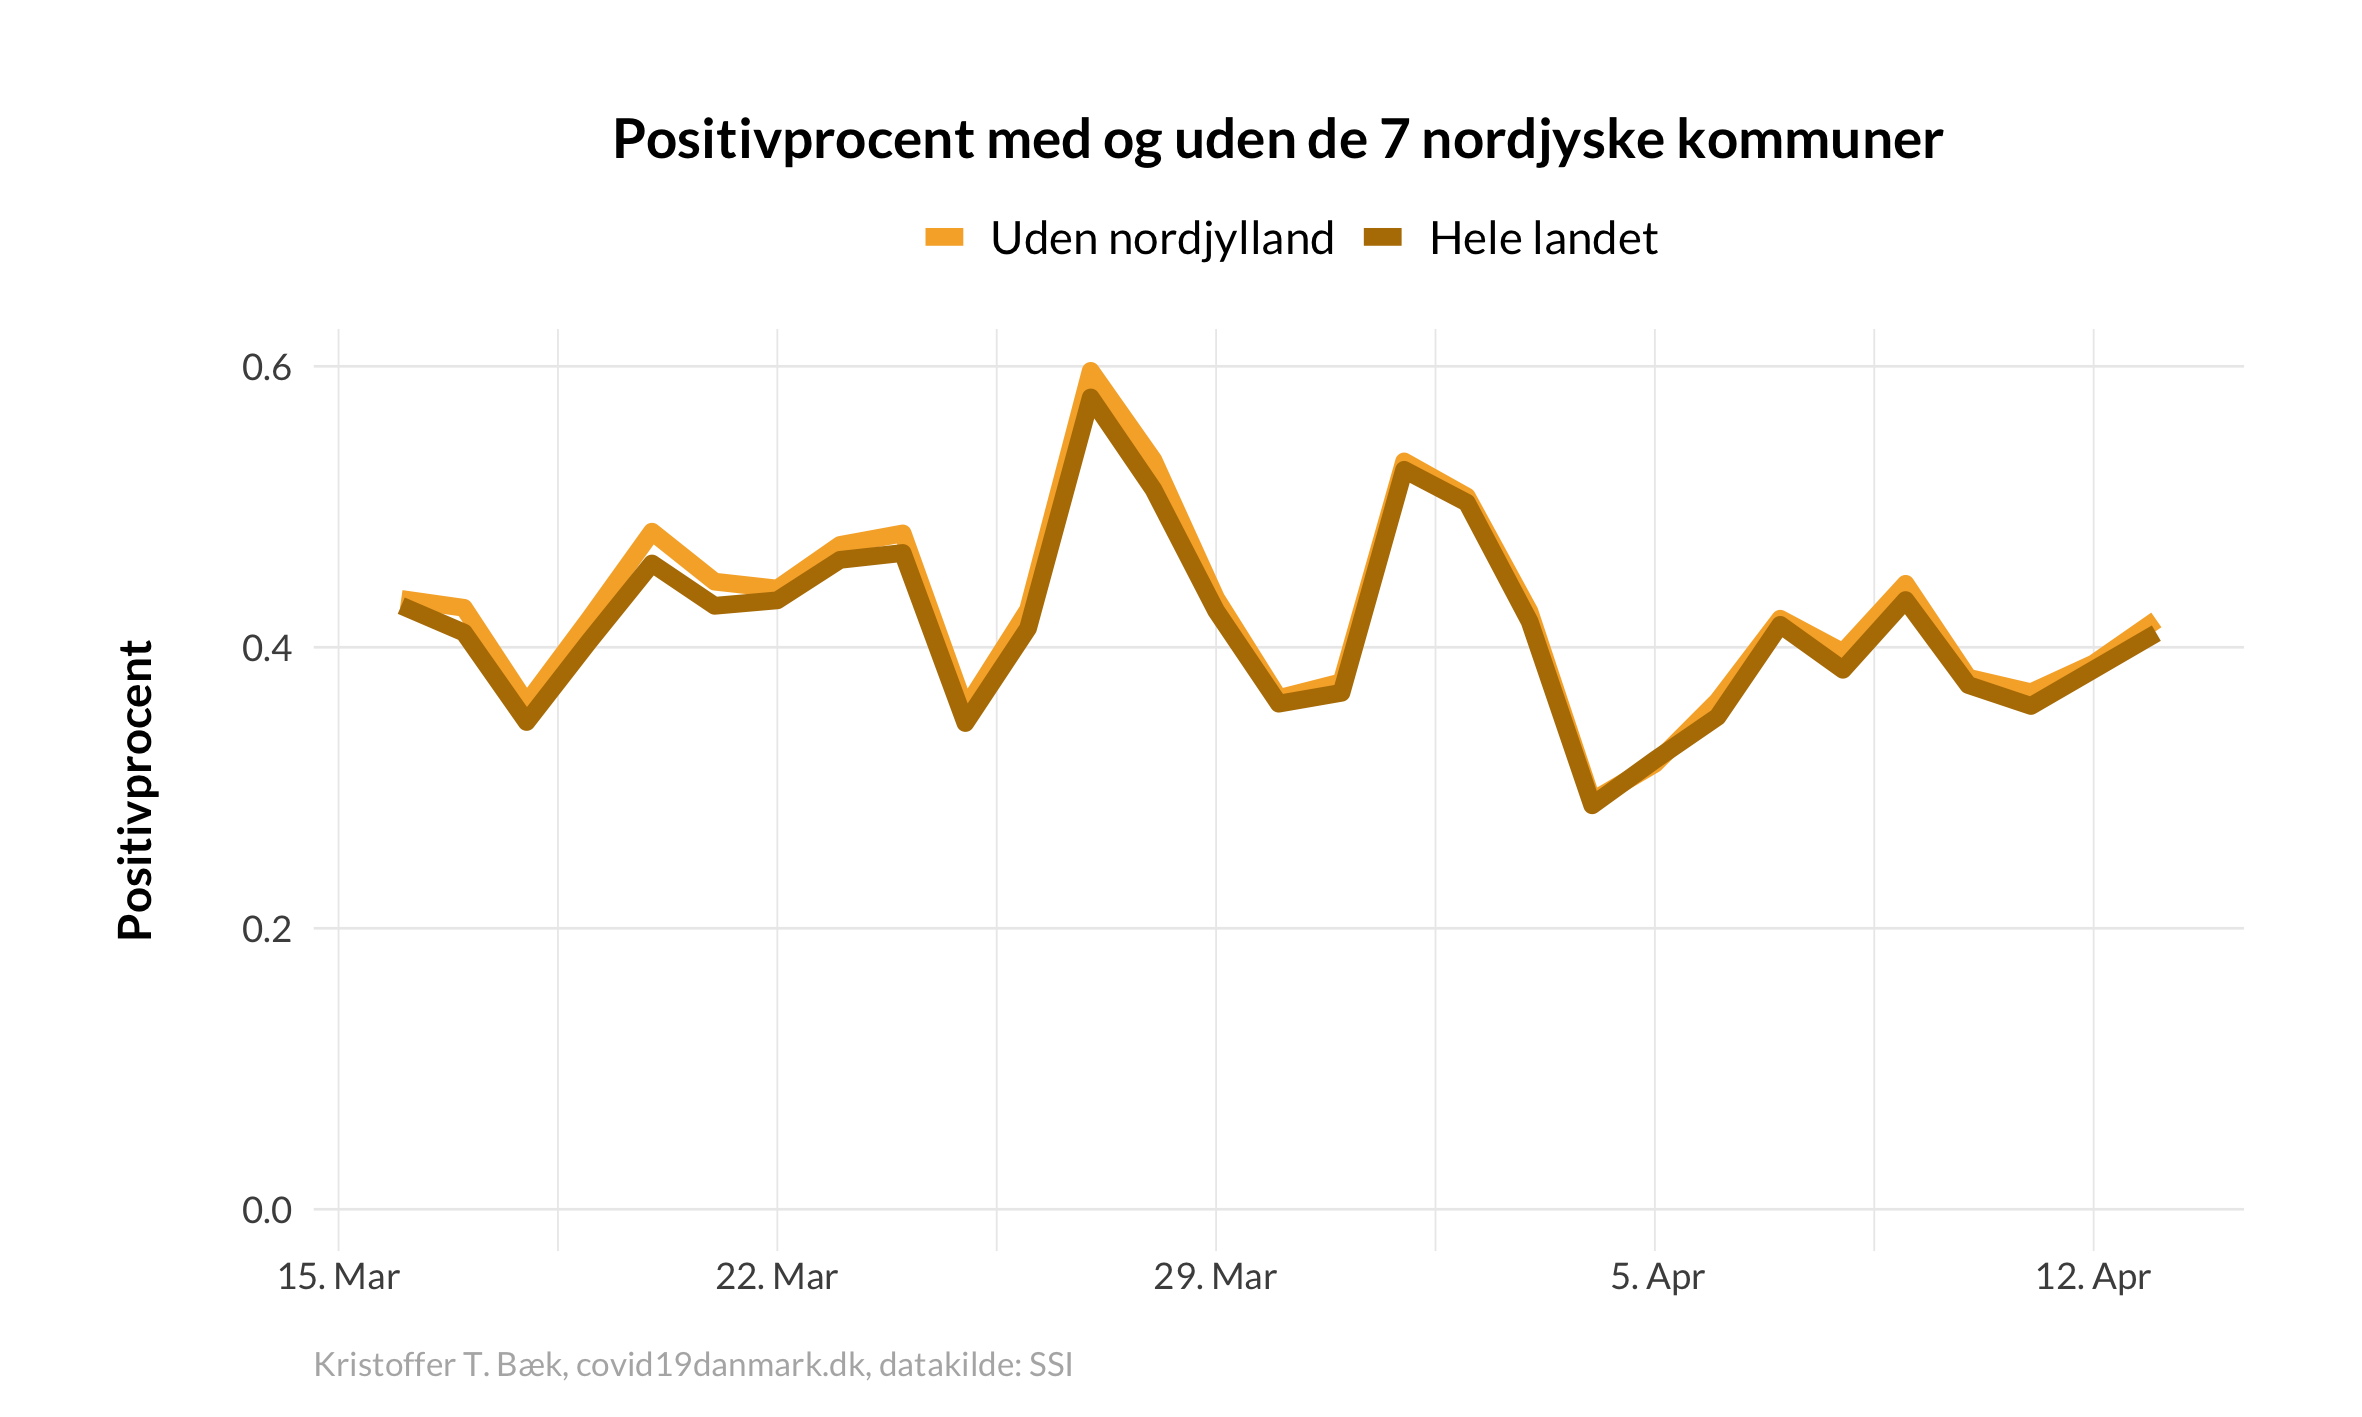 Positivprocent med og uden de 7 nordjyske kommuner
Uden nordjylland Hele landet
0.6
0.4
0.2
0.0
Positivprocent
15. Mar 22. Mar 29. Mar 5. Apr 12. Apr
Kristoffer T. Bæk, covid19danmark.dk, datakilde: SSI